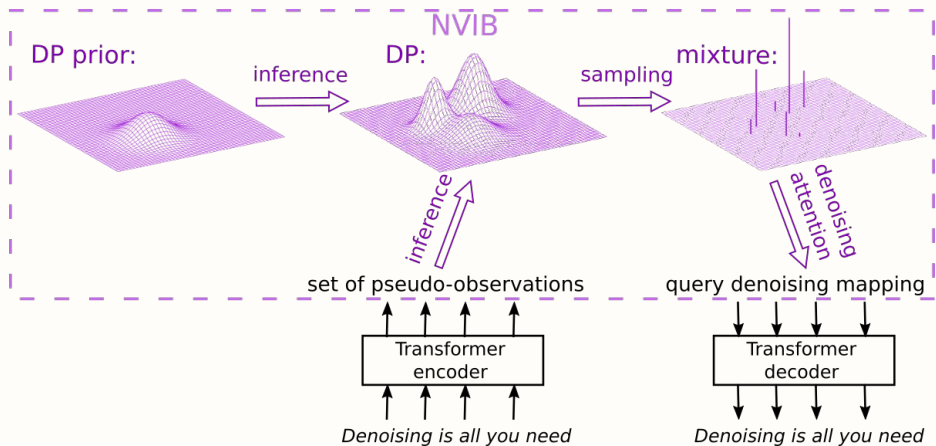 NVIB
DP prior:
DP:
mixture:
inference
sampling
inference
denoising
attention
set of pseudo-observations
query denoising mapping
Transformer
encoder
Transformer
decoder
Denoising is all you need
Denoising is all you need